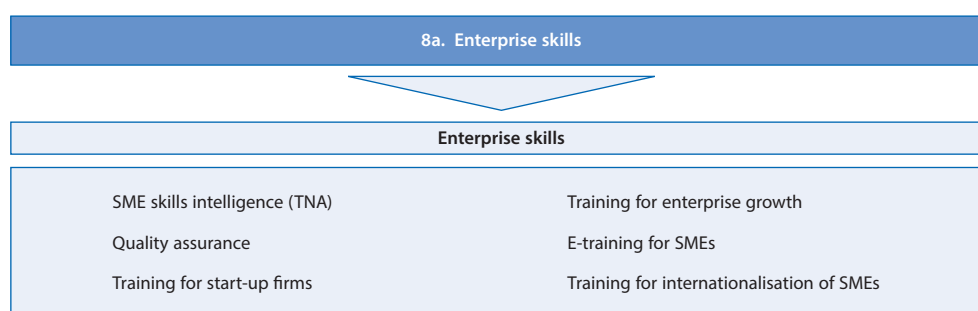 8a. Enterprise skills
Enterprise skills
SME skills intelligence (TNA)
Quality assurance
Training for start-up firms
Training for enterprise growth
E-training for SMEs
Training for internationalisation of SMEs